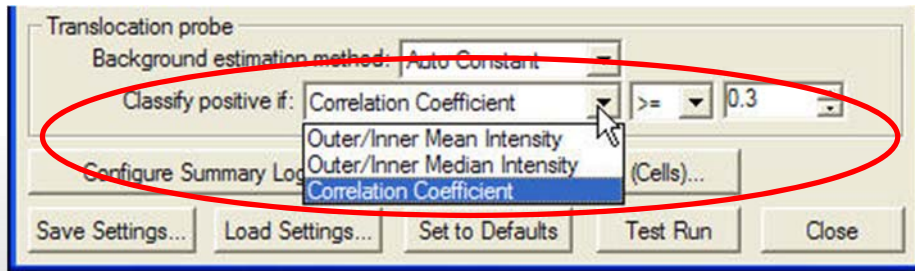 Translocation probe
Background estimation method: Auto Constant
Classify positive if: Correlation Coefficient >= 0.3
Outer/Inner Mean Intensity
Outer/Inner Median Intensity
Correlation Coefficient
Configure Summary Log (Cells)...
Save Settings... Load Settings... Set to Defaults Test Run Close